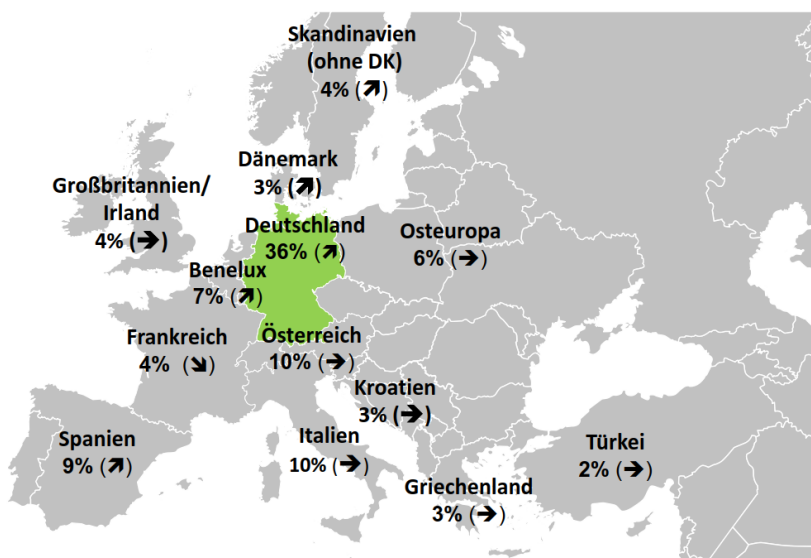 Skandinavien
(ohne DK)
4% (↗)
Dänemark
3% (↗)
Großbritannien/
Irland
4% (→)
Deutschland
36% (↗)
Osteuropa
6% (→)
Benelux
7% (↗)
Frankreich
4% (↘)
Österreich
10% (→)
Kroatien
3% (→)
Spanien
9% (↗)
Italien
10% (→)
Türkei
2% (→)
Griechenland
3% (→)